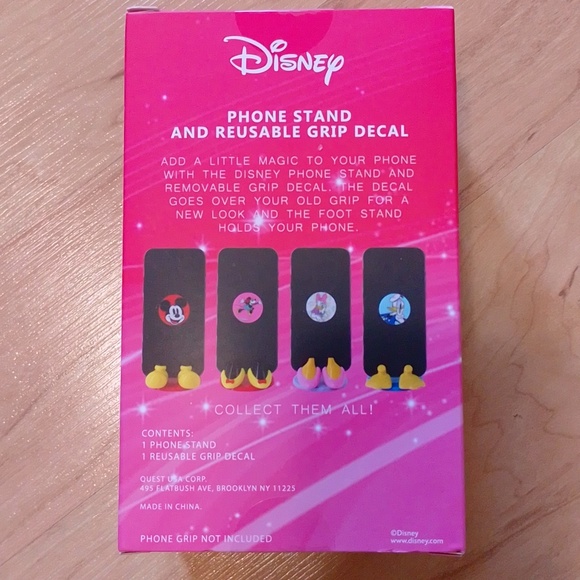 Disney
PHONE STAND
AND REUSABLE GRIP DECAL
ADD A LITTLE MAGIC TO YOUR PHONE
WITH THE DISNEY PHONE STAND AND
REMOVABLE GRIP DECAL. THE DECAL
GOES OVER YOUR OLD GRIP FOR A
NEW LOOK AND THE FOOT STAND
HOLDS YOUR PHONE.
COLLECT THEM ALL!
CONTENTS:
1 PHONE STAND
1 REUSABLE GRIP DECAL
QUEST USA CORP.
495 FLATBUSH AVE, BROOKLYN NY 11225
MADE IN CHINA.
PHONE GRIP NOT INCLUDED
©Disney
www.disney.com